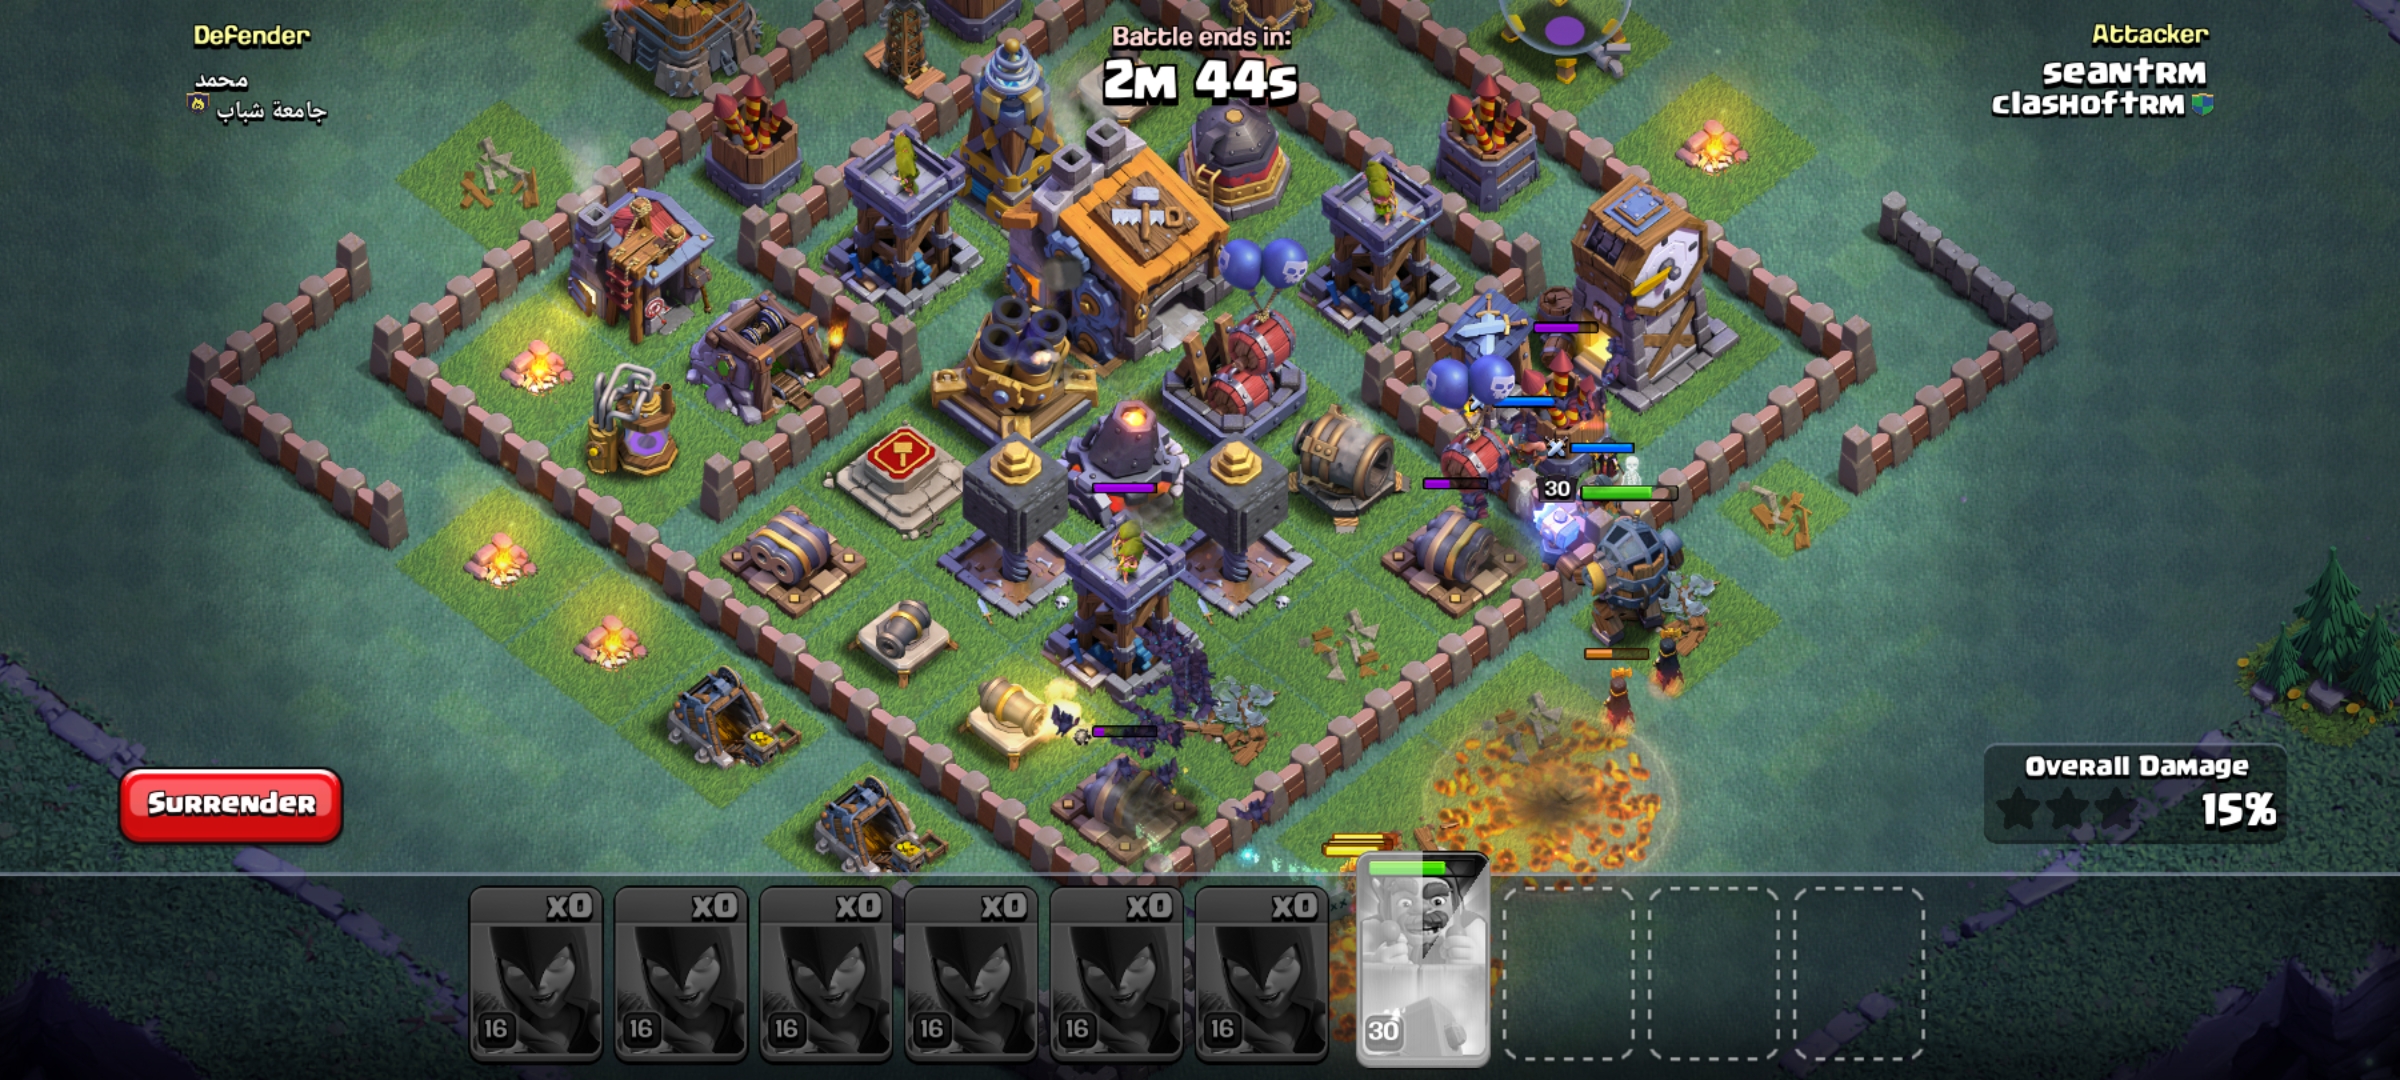 Defender
محمد
جامعة شباب
Battle ends in:
2M 44S
Attacker
seantRM
clashoftRM
30
Surrender
Overall Damage
15%
x0
x0
x0
x0
x0
x0
16
16
16
16
16
16
30